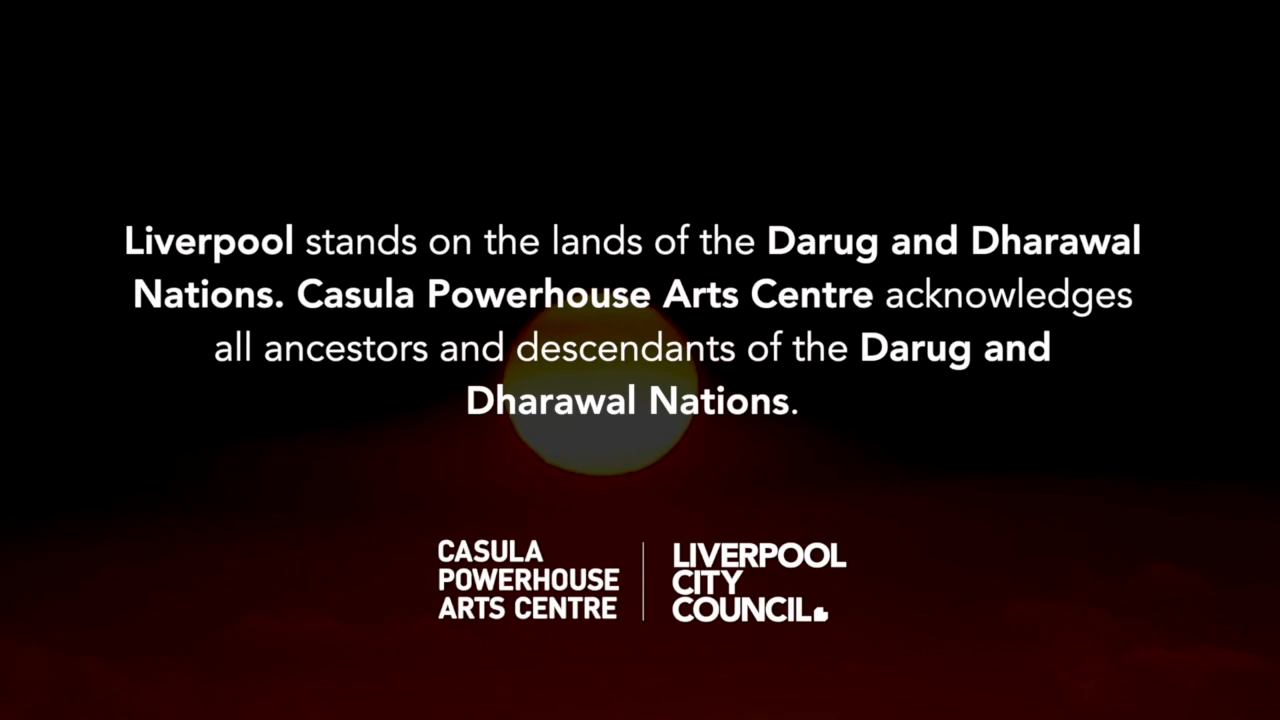 Liverpool stands on the lands of the Darug and Dharawal
Nations. Casula Powerhouse Arts Centre acknowledges
all ancestors and descendants of the Darug and
Dharawal Nations.
CASULA
POWERHOUSE
ARTS CENTRE
LIVERPOOL
CITY
COUNCIL